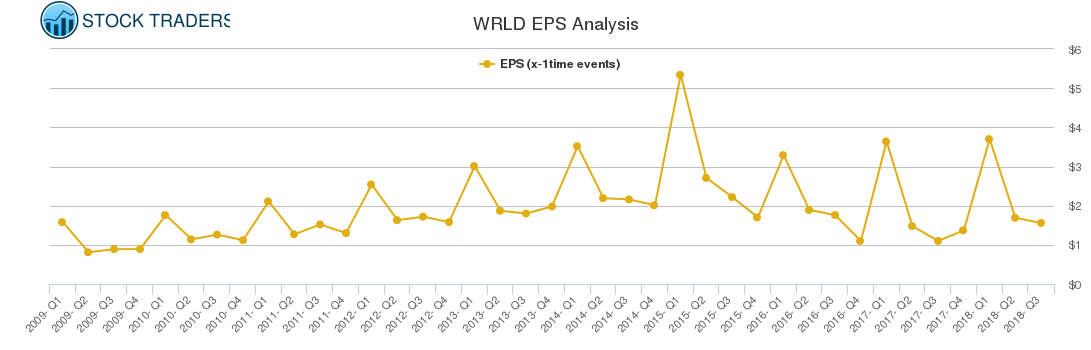 STOCK TRADERS
WRLD EPS Analysis
EPS (x-1time events)
$6
$5
$4
$3
$2
$1
$0
2009-Q1
2009-Q2
2009-Q3
2009-Q4
2010-Q1
2010-Q2
2010-Q3
2010-Q4
2011-Q1
2011-Q2
2011-Q3
2011-Q4
2012-Q1
2012-Q2
2012-Q3
2012-Q4
2013-Q1
2013-Q2
2013-Q3
2013-Q4
2014-Q1
2014-Q2
2014-Q3
2014-Q4
2015-Q1
2015-Q2
2015-Q3
2015-Q4
2016-Q1
2016-Q2
2016-Q3
2016-Q4
2017-Q1
2017-Q2
2017-Q3
2017-Q4
2018-Q1
2018-Q2
2018-Q3